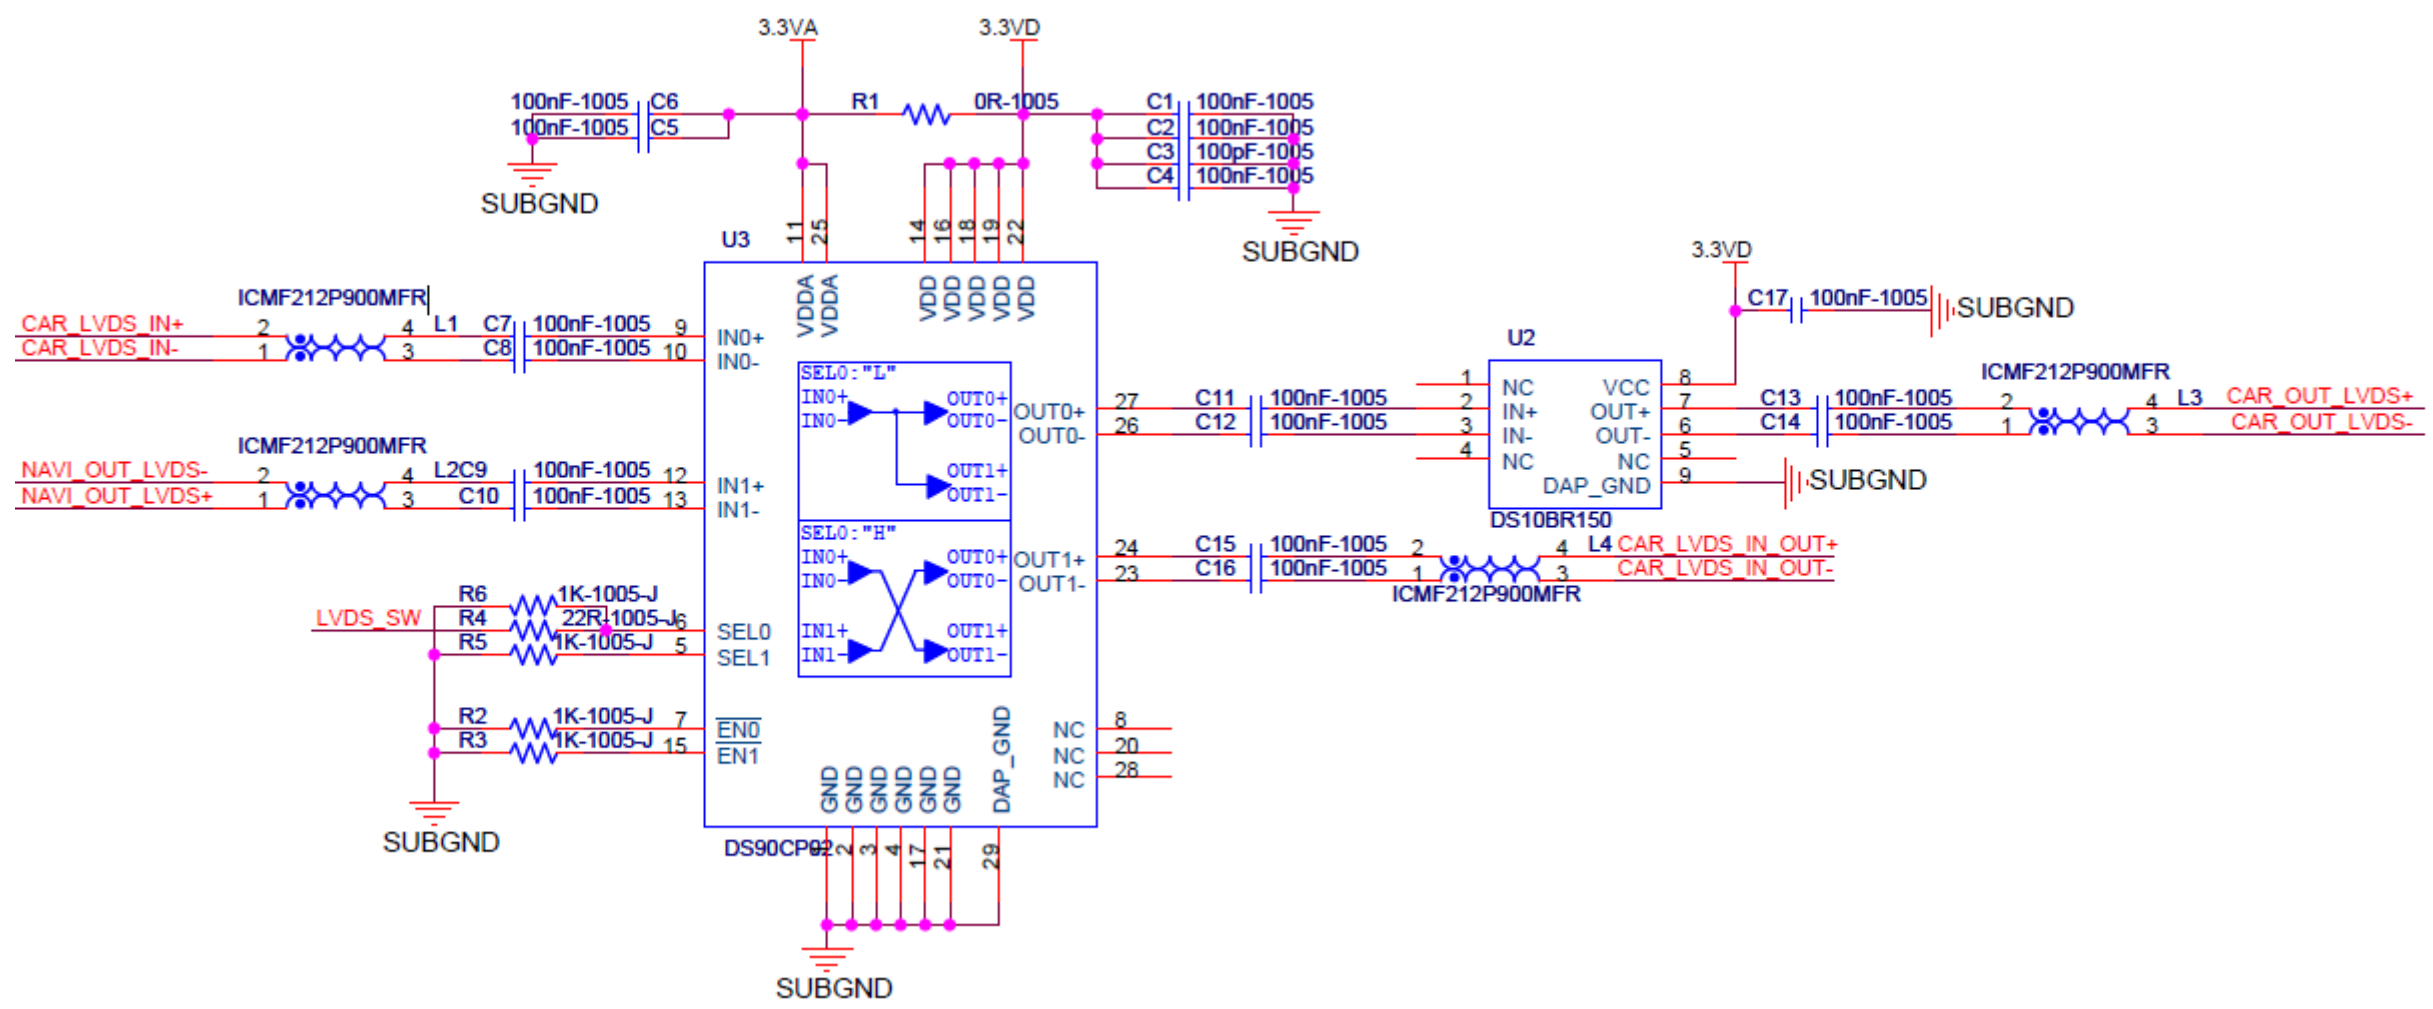 3.3VA
3.3VD
100nF-1005 C6
100nF-1005 C5
R1 0R-1005
C1 100nF-1005
C2 100nF-1005
C3 100pF-1005
C4 100nF-1005
SUBGND
SUBGND
U3
11 25 14 16 18 19 22
VDDA VDDA VDD VDD VDD VDD VDD
3.3VD
C17 100nF-1005 SUBGND
ICMF212P900MFR
CAR_LVDS_IN+ 2 4 L1 C7 100nF-1005 9 IN0+
CAR_LVDS_IN- 1 3 C8 100nF-1005 10 IN0-
ICMF212P900MFR
NAVI_OUT_LVDS- 2 4 L2 C9 100nF-1005 12 IN1+
NAVI_OUT_LVDS+ 1 3 C10 100nF-1005 13 IN1-
SEL0:"L"
IN0+ OUT0+
IN0- OUT0-
OUT1+
OUT1-
SEL0:"H"
IN0+ OUT0+
IN0- OUT0-
IN1+ OUT1+
IN1- OUT1-
OUT0+ 27 C11 100nF-1005
OUT0- 26 C12 100nF-1005
U2
1 NC VCC 8
2 IN+ OUT+ 7
3 IN- OUT- 6
4 NC NC 5
DAP_GND 9 SUBGND
DS10BR150
ICMF212P900MFR
C13 100nF-1005 2 4 L3 CAR_OUT_LVDS+
C14 100nF-1005 1 3 CAR_OUT_LVDS-
OUT1+ 24 C15 100nF-1005 2 4 L4 CAR_LVDS_IN_OUT+
OUT1- 23 C16 100nF-1005 1 3 CAR_LVDS_IN_OUT-
ICMF212P900MFR
R6 1K-1005-J
LVDS_SW R4 22R-1005-J 6 SEL0
R5 1K-1005-J 5 SEL1
R2 1K-1005-J 7 EN0
R3 1K-1005-J 15 EN1
SUBGND
NC 8
NC 20
NC 28
GND GND GND GND GND GND DAP_GND
DS90CP02
2 3 4 17 21 29
SUBGND